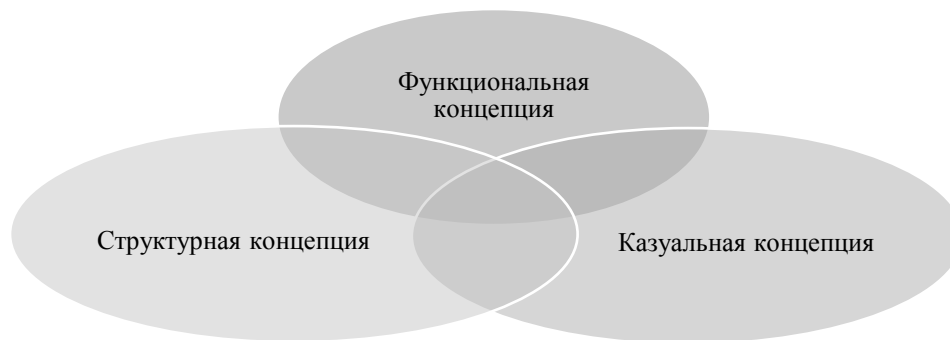 Функциональная
концепция
Структурная концепция
Казуальная концепция